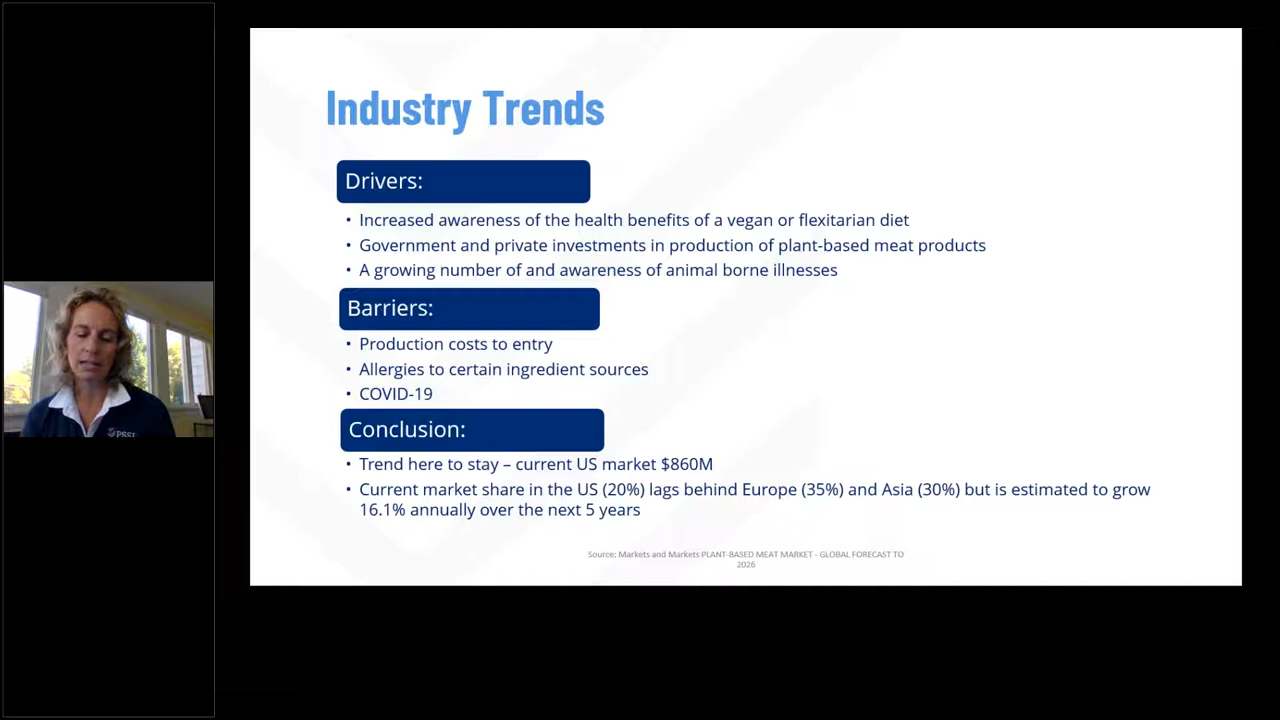 Industry Trends
Drivers:
• Increased awareness of the health benefits of a vegan or flexitarian diet
• Government and private investments in production of plant-based meat products
• A growing number of and awareness of animal borne illnesses
Barriers:
• Production costs to entry
• Allergies to certain ingredient sources
• COVID-19
Conclusion:
• Trend here to stay – current US market $860M
• Current market share in the US (20%) lags behind Europe (35%) and Asia (30%) but is estimated to grow
16.1% annually over the next 5 years
Source: Markets and Markets PLANT-BASED MEAT MARKET - GLOBAL FORECAST TO
2026
PSSI